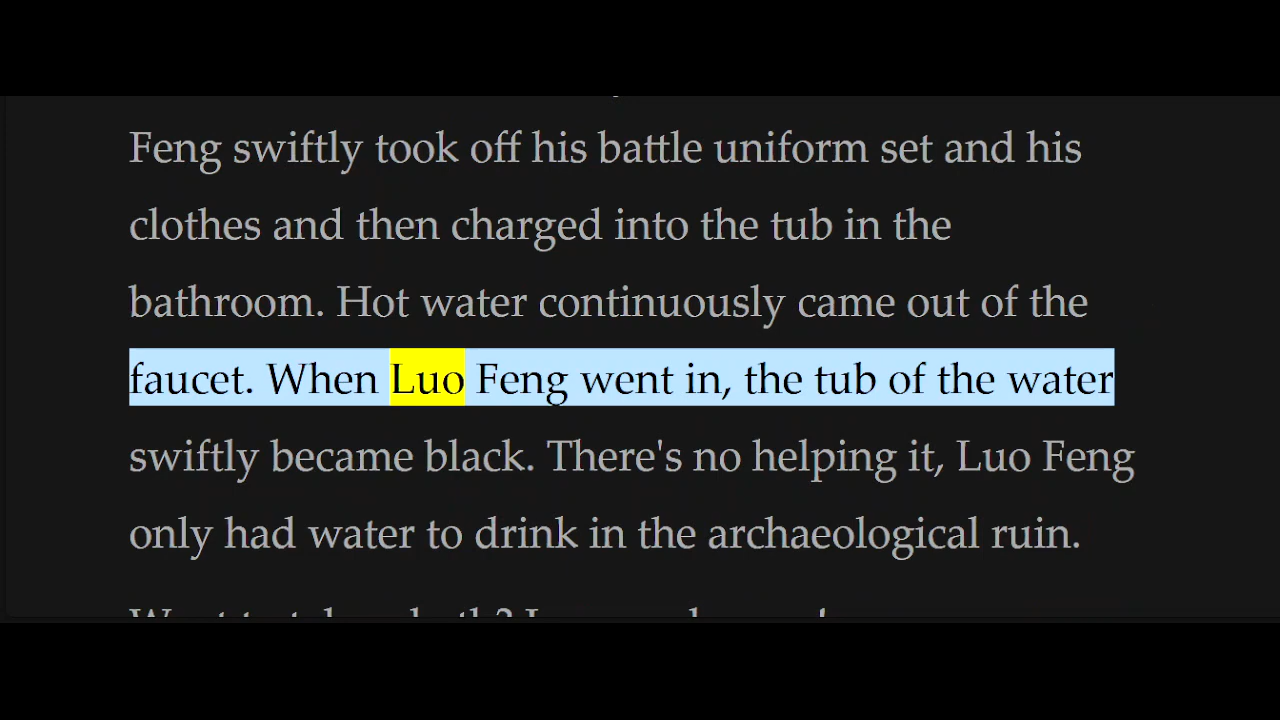 Feng swiftly took off his battle uniform set and his
clothes and then charged into the tub in the
bathroom. Hot water continuously came out of the
faucet. When Luo Feng went in, the tub of the water
swiftly became black. There's no helping it, Luo Feng
only had water to drink in the archaeological ruin.